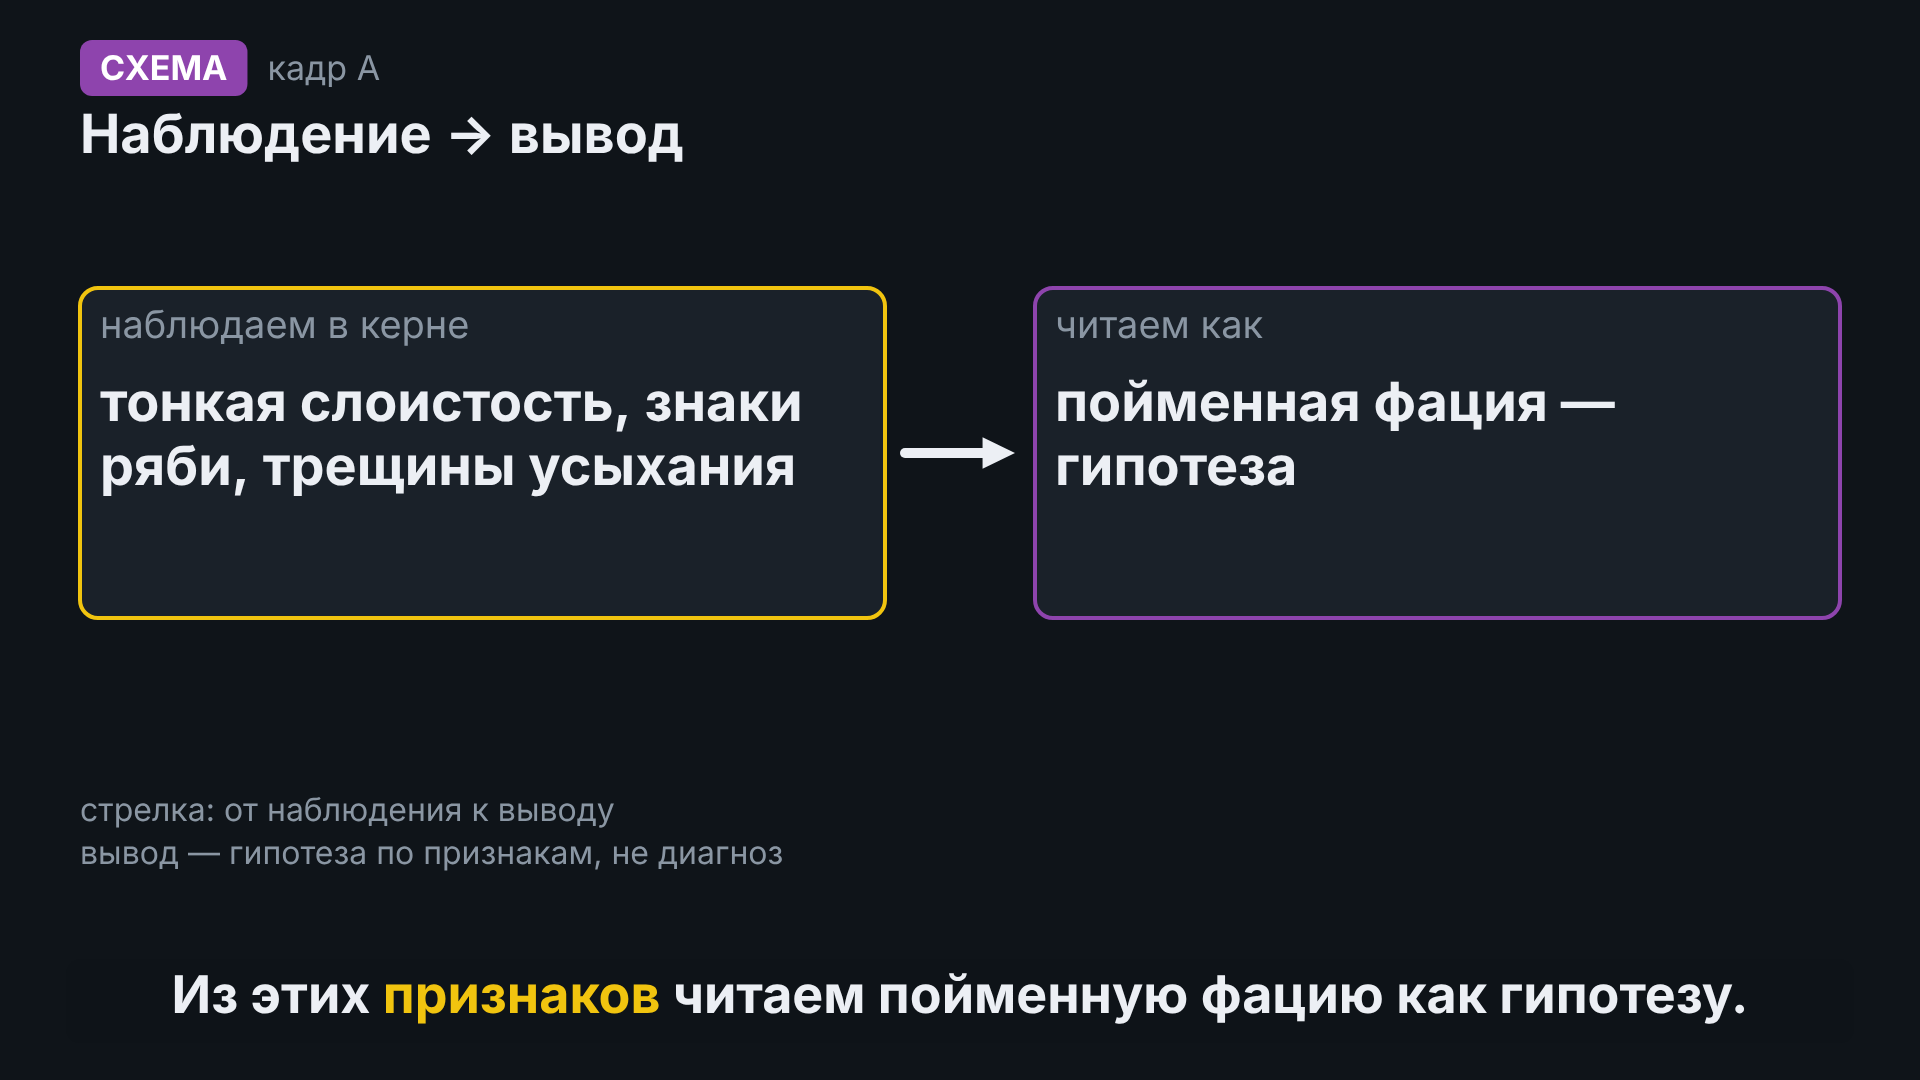 СХЕМА кадр А
Наблюдение → вывод
наблюдаем в керне
тонкая слоистость, знаки
ряби, трещины усыхания
читаем как
пойменная фация —
гипотеза
стрелка: от наблюдения к выводу
вывод — гипотеза по признакам, не диагноз
Из этих признаков читаем пойменную фацию как гипотезу.